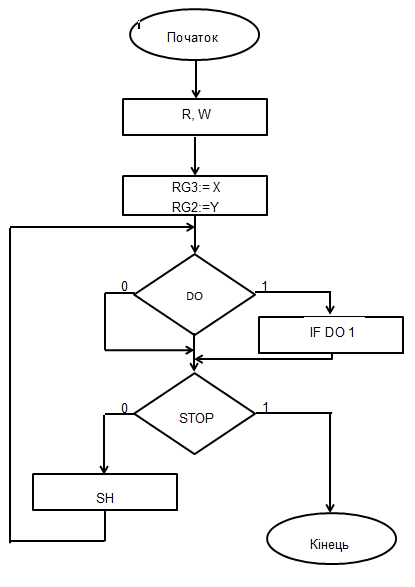 Початок
R, W
RG3:= X
RG2:=Y
0
DO
1
IF DO 1
0
STOP
1
SH
Кінець